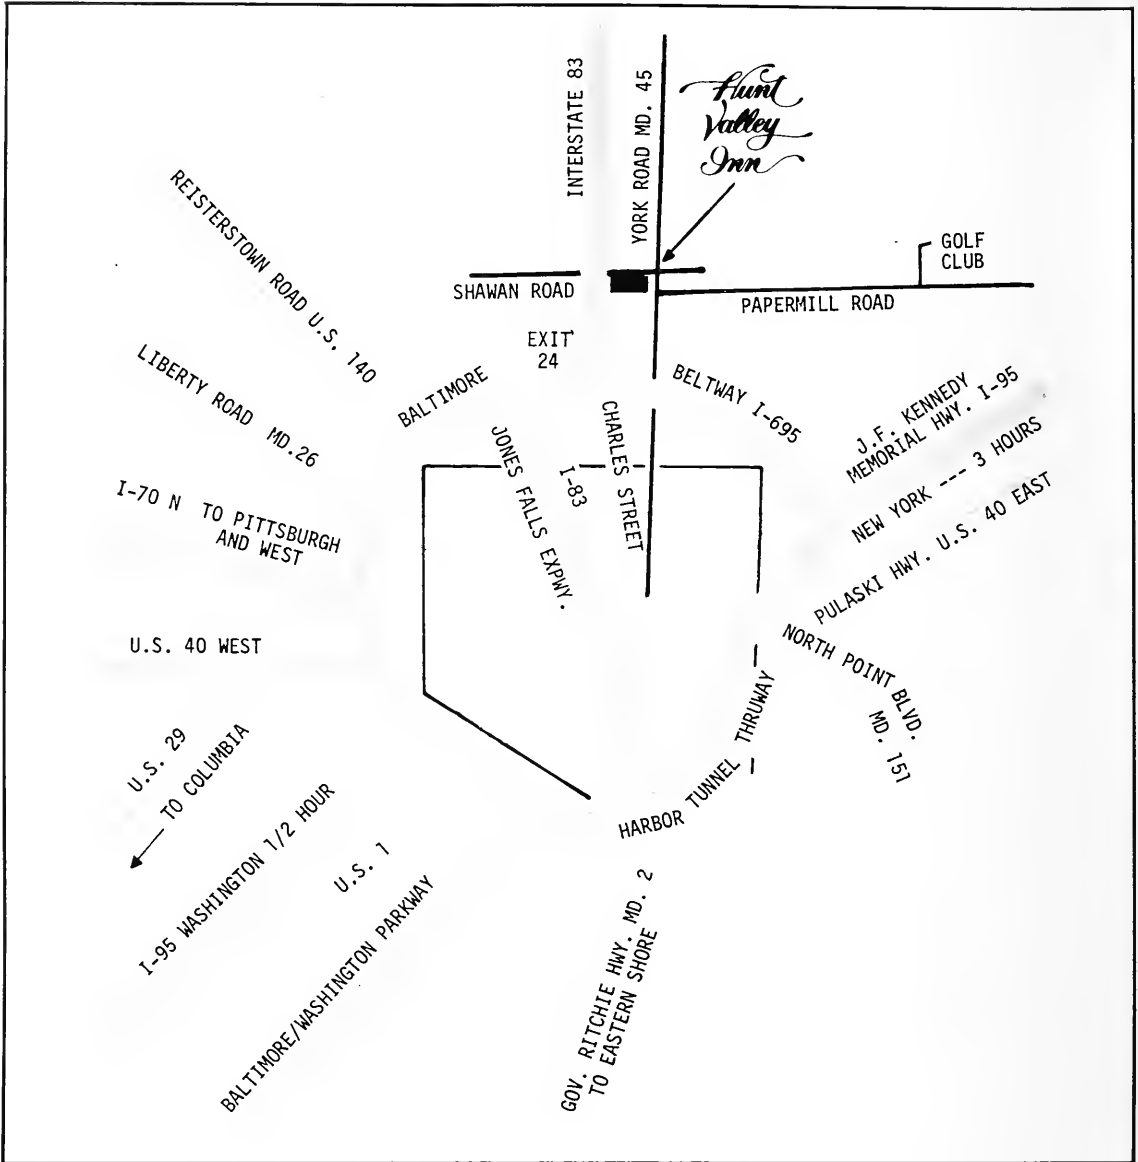 INTERSTATE 83
YORK ROAD MD. 45
Hunt
Valley
Inn
REISTERSTOWN ROAD U.S. 140
SHAWAN ROAD
GOLF
CLUB
PAPERMILL ROAD
EXIT
24
LIBERTY ROAD MD.26
BALTIMORE
BELTWAY I-695
J.F. KENNEDY
MEMORIAL HWY. I-95
NEW YORK --- 3 HOURS
JONES FALLS EXPWY.
I-83
CHARLES STREET
I-70 N TO PITTSBURGH
AND WEST
PULASKI HWY. U.S. 40 EAST
U.S. 40 WEST
NORTH POINT BLVD.
MD. 151
U.S. 29
TO COLUMBIA
HARBOR TUNNEL THRUWAY
I-95 WASHINGTON 1/2 HOUR
U.S. 1
BALTIMORE/WASHINGTON PARKWAY
GOV. RITCHIE HWY. MD. 2
TO EASTERN SHORE